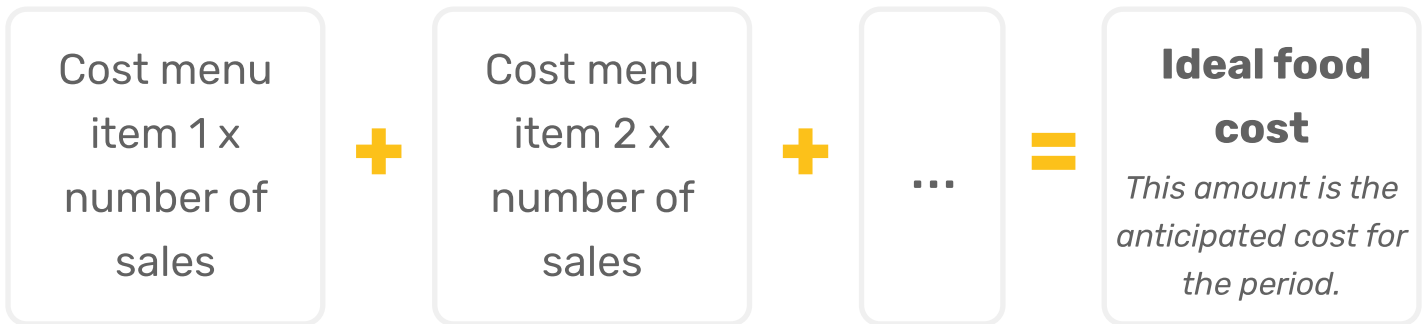 Cost menu
item 1 x
number of
sales
+
Cost menu
item 2 x
number of
sales
+
...
=
Ideal food
cost
This amount is the
anticipated cost for
the period.